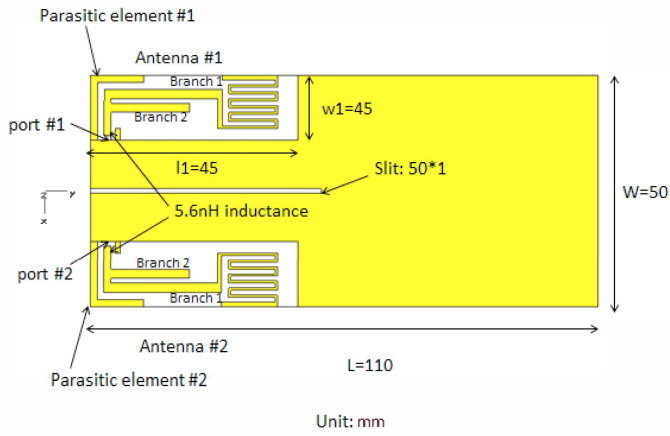 Parasitic element #1
Antenna #1
Branch 1
Branch 2
port #1
w1=45
l1=45
Slit: 50*1
W=50
Z
Y
X
5.6nH inductance
port #2
Branch 2
Branch 1
Antenna #2
Parasitic element #2
L=110
Unit: mm